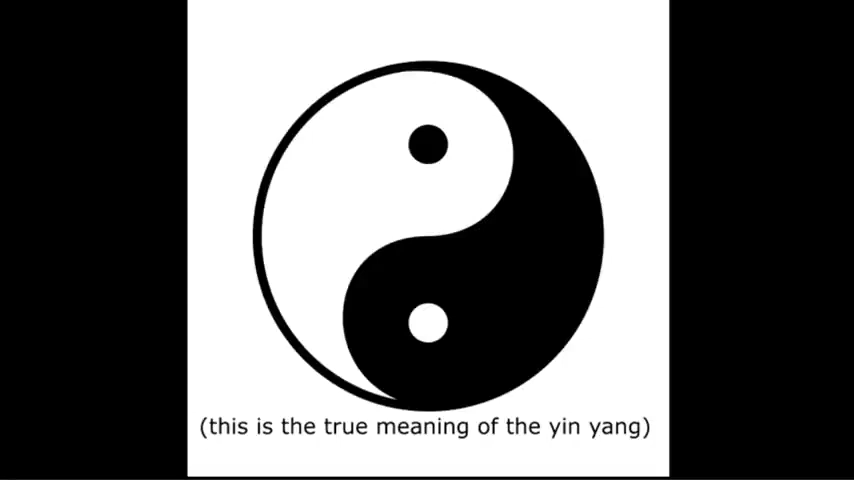 (this is the true meaning of the yin yang)